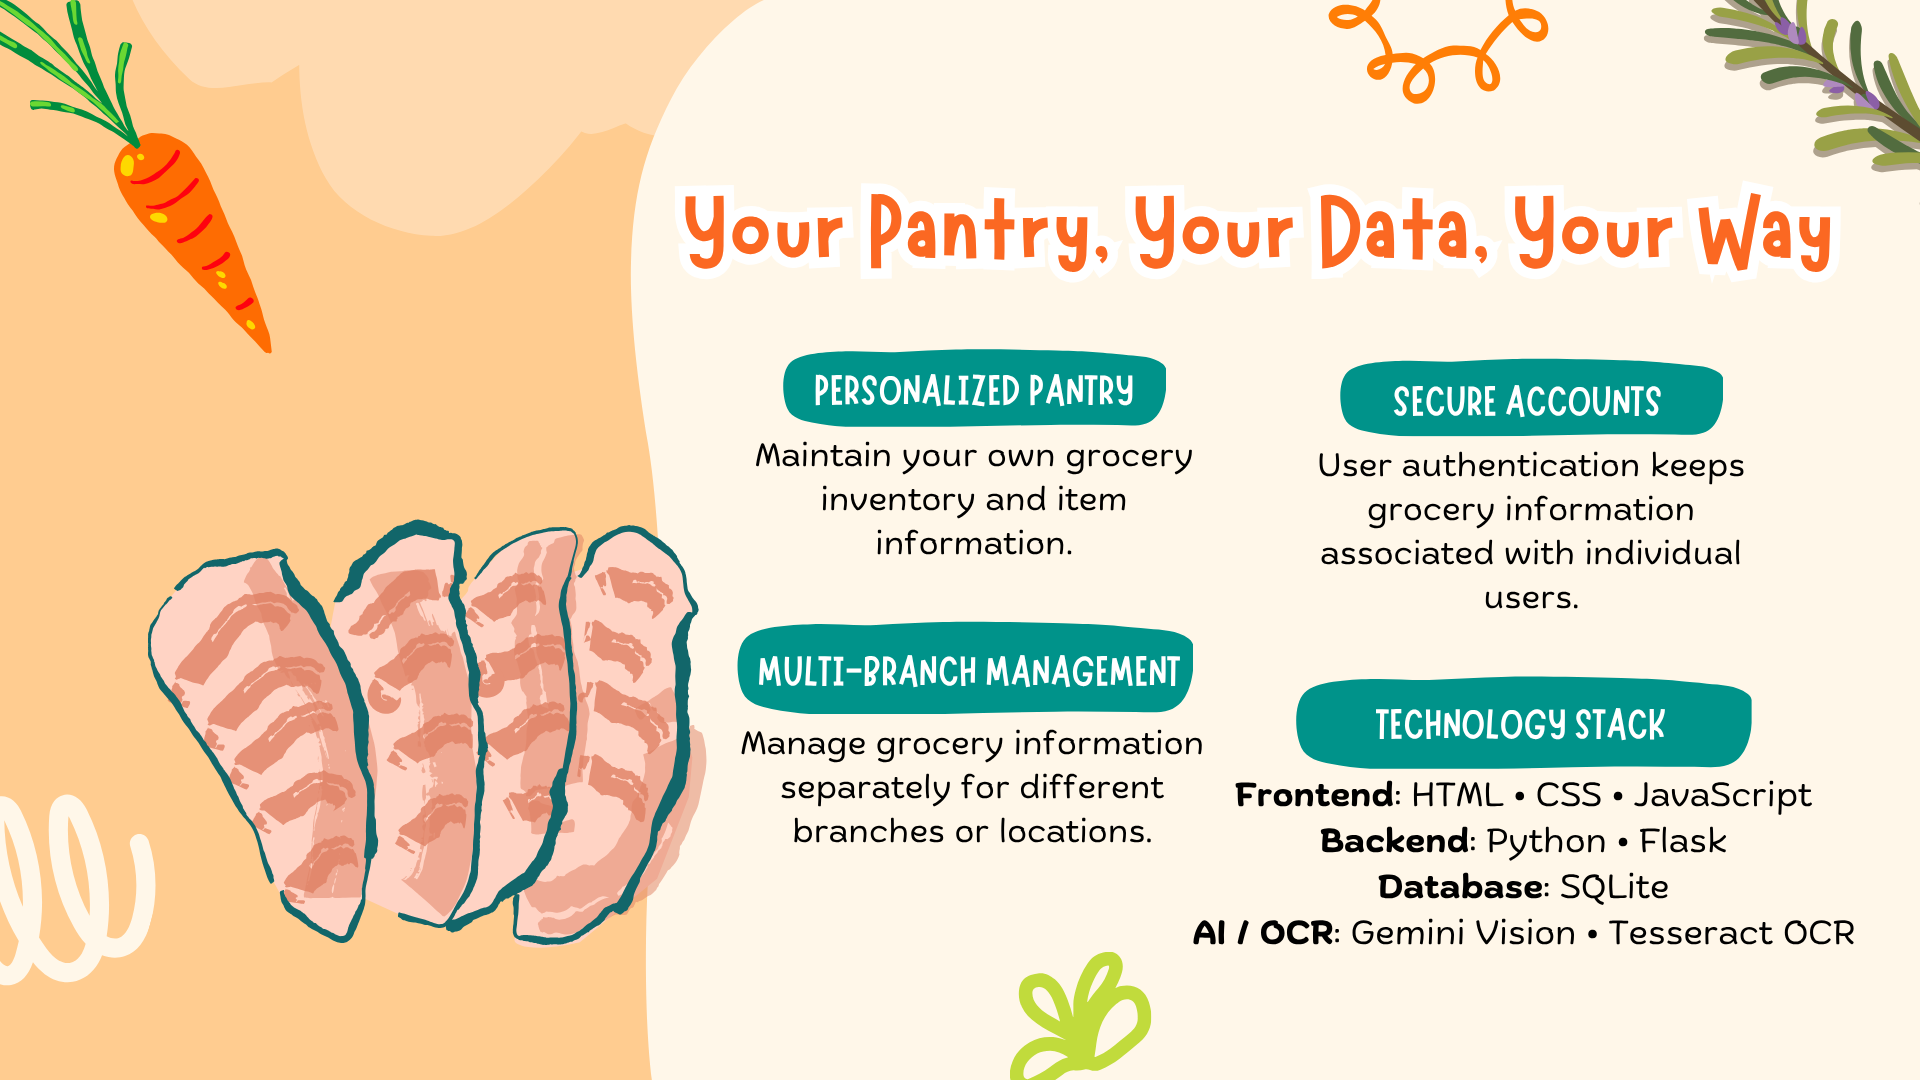 Your Pantry, Your Data, Your Way
PERSONALIZED PANTRY
Maintain your own grocery
inventory and item
information.
SECURE ACCOUNTS
User authentication keeps
grocery information
associated with individual
users.
MULTI-BRANCH MANAGEMENT
Manage grocery information
separately for different
branches or locations.
TECHNOLOGY STACK
Frontend: HTML • CSS • JavaScript
Backend: Python • Flask
Database: SQLite
AI / OCR: Gemini Vision • Tesseract OCR